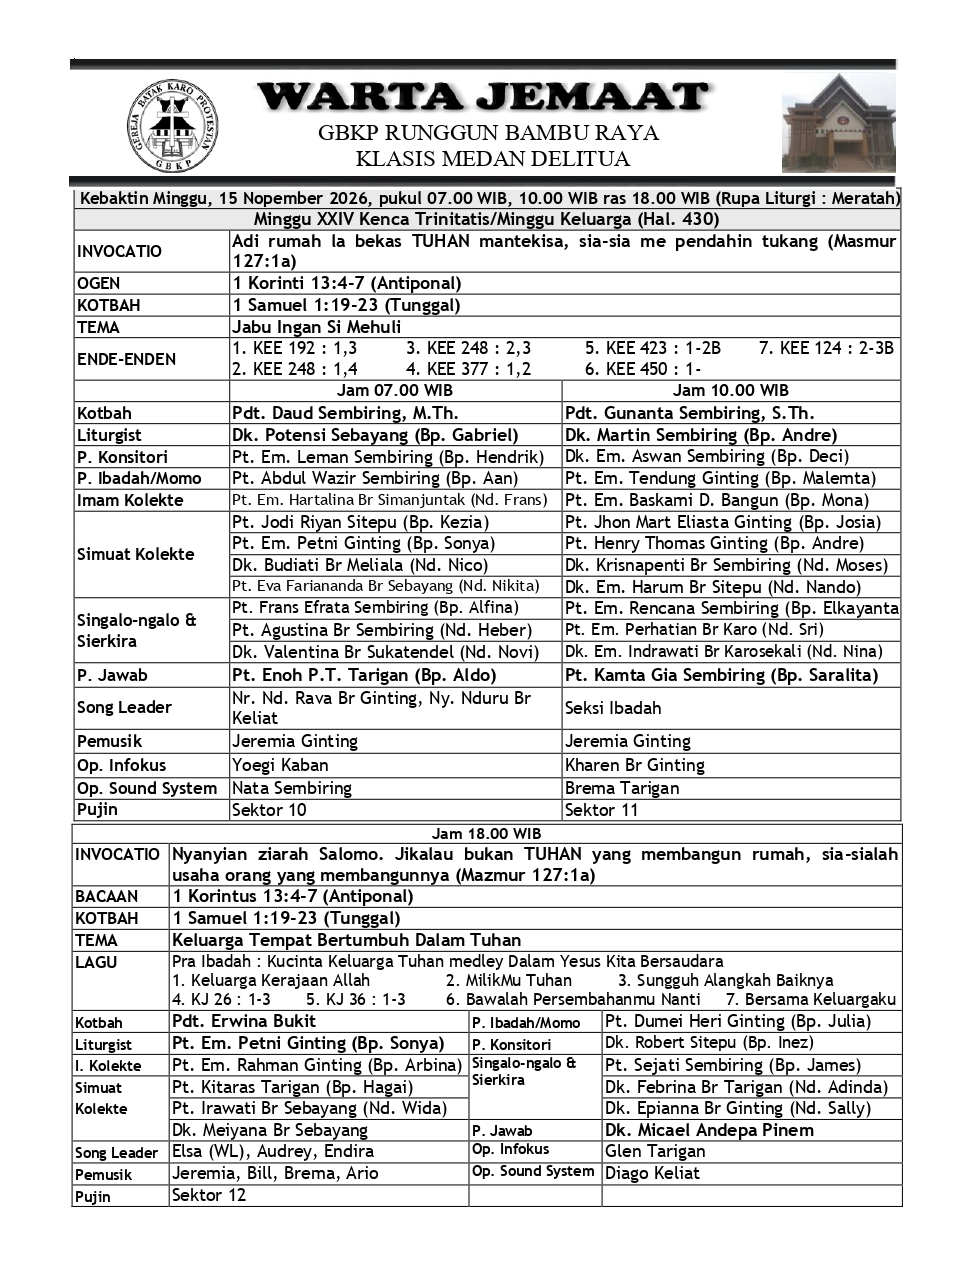 GEREJA BATAK KARO PROTESTAN
GBKP
WARTA JEMAAT
GBKP RUNGGUN BAMBU RAYA
KLASIS MEDAN DELITUA
Kebaktin Minggu, 15 Nopember 2026, pukul 07.00 WIB, 10.00 WIB ras 18.00 WIB (Rupa Liturgi : Meratah)
Minggu XXIV Kenca Trinitatis/Minggu Keluarga (Hal. 430)
INVOCATIO Adi rumah la bekas TUHAN mantekisa, sia-sia me pendahin tukang (Masmur
127:1a)
OGEN 1 Korinti 13:4-7 (Antiponal)
KOTBAH 1 Samuel 1:19-23 (Tunggal)
TEMA Jabu Ingan Si Mehuli
ENDE-ENDEN 1. KEE 192 : 1,3 3. KEE 248 : 2,3 5. KEE 423 : 1-2B 7. KEE 124 : 2-3B
2. KEE 248 : 1,4 4. KEE 377 : 1,2 6. KEE 450 : 1-
Jam 07.00 WIB Jam 10.00 WIB
Kotbah Pdt. Daud Sembiring, M.Th. Pdt. Gunanta Sembiring, S.Th.
Liturgist Dk. Potensi Sebayang (Bp. Gabriel) Dk. Martin Sembiring (Bp. Andre)
P. Konsitori Pt. Em. Leman Sembiring (Bp. Hendrik) Dk. Em. Aswan Sembiring (Bp. Deci)
P. Ibadah/Momo Pt. Abdul Wazir Sembiring (Bp. Aan) Pt. Em. Tendung Ginting (Bp. Malemta)
Imam Kolekte Pt. Em. Hartalina Br Simanjuntak (Nd. Frans) Pt. Em. Baskami D. Bangun (Bp. Mona)
Simuat Kolekte Pt. Jodi Riyan Sitepu (Bp. Kezia) Pt. Jhon Mart Eliasta Ginting (Bp. Josia)
Pt. Em. Petni Ginting (Bp. Sonya) Pt. Henry Thomas Ginting (Bp. Andre)
Dk. Budiati Br Meliala (Nd. Nico) Dk. Krisnapenti Br Sembiring (Nd. Moses)
Pt. Eva Fariananda Br Sebayang (Nd. Nikita) Dk. Em. Harum Br Sitepu (Nd. Nando)
Singalo-ngalo & Sierkira Pt. Frans Efrata Sembiring (Bp. Alfina) Pt. Em. Rencana Sembiring (Bp. Elkayanta
Pt. Agustina Br Sembiring (Nd. Heber) Pt. Em. Perhatian Br Karo (Nd. Sri)
Dk. Valentina Br Sukatendel (Nd. Novi) Dk. Em. Indrawati Br Karosekali (Nd. Nina)
P. Jawab Pt. Enoh P.T. Tarigan (Bp. Aldo) Pt. Kamta Gia Sembiring (Bp. Saralita)
Song Leader Nr. Nd. Rava Br Ginting, Ny. Nduru Br
Keliat Seksi Ibadah
Pemusik Jeremia Ginting Jeremia Ginting
Op. Infokus Yoegi Kaban Kharen Br Ginting
Op. Sound System Nata Sembiring Brema Tarigan
Pujin Sektor 10 Sektor 11
Jam 18.00 WIB
INVOCATIO Nyanyian ziarah Salomo. Jikalau bukan TUHAN yang membangun rumah, sia-sialah
usaha orang yang membangunnya (Mazmur 127:1a)
BACAAN 1 Korintus 13:4-7 (Antiponal)
KOTBAH 1 Samuel 1:19-23 (Tunggal)
TEMA Keluarga Tempat Bertumbuh Dalam Tuhan
LAGU Pra Ibadah : Kucinta Keluarga Tuhan medley Dalam Yesus Kita Bersaudara
1. Keluarga Kerajaan Allah 2. MilikMu Tuhan 3. Sungguh Alangkah Baiknya
4. KJ 26 : 1-3 5. KJ 36 : 1-3 6. Bawalah Persembahanmu Nanti 7. Bersama Keluargaku
Kotbah Pdt. Erwina Bukit P. Ibadah/Momo Pt. Dumei Heri Ginting (Bp. Julia)
Liturgist Pt. Em. Petni Ginting (Bp. Sonya) P. Konsitori Dk. Robert Sitepu (Bp. Inez)
I. Kolekte Pt. Em. Rahman Ginting (Bp. Arbina) Singalo-ngalo & Sierkira Pt. Sejati Sembiring (Bp. James)
Simuat Pt. Kitaras Tarigan (Bp. Hagai) Dk. Febrina Br Tarigan (Nd. Adinda)
Kolekte Pt. Irawati Br Sebayang (Nd. Wida) Dk. Epianna Br Ginting (Nd. Sally)
Dk. Meiyana Br Sebayang P. Jawab Dk. Micael Andepa Pinem
Song Leader Elsa (WL), Audrey, Endira Op. Infokus Glen Tarigan
Pemusik Jeremia, Bill, Brema, Ario Op. Sound System Diago Keliat
Pujin Sektor 12